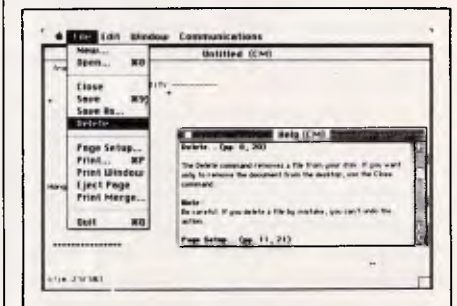 File Edit Window Communications
Untitled (CM)
New...
Open... ⌘O
Close
Save ⌘S
Save As...
Delete
Page Setup...
Print... ⌘P
Print Window
Eject Page
Print Merge...
Quit ⌘Q
Help (CM)
Delete (pp. 8, 20)
The Delete command removes a file from your disk. If you want
only to remove the document from the desktop, use the Close
command.
Note
Be careful. If you delete a file by mistake, you can't undo the
action.
Page Setup (pp. 11, 21)